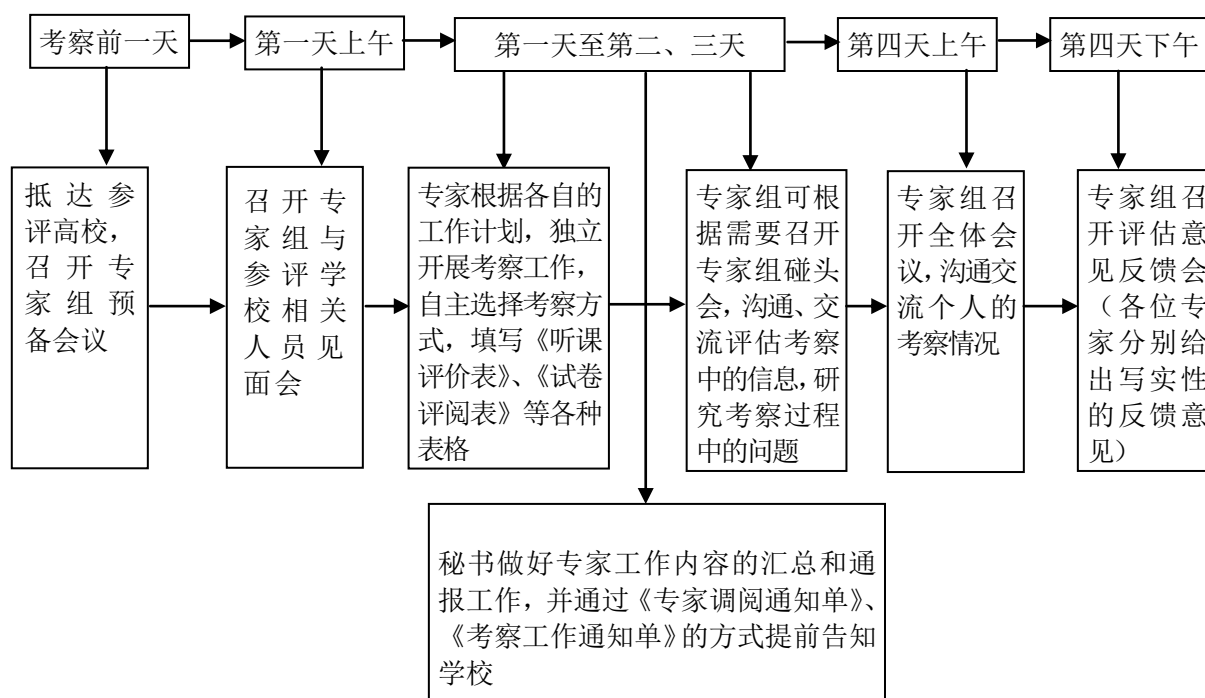 考察前一天
第一天上午
第一天至第二、三天
第四天上午
第四天下午
抵达参
评高校，
召开专
家组预
备会议
召开专
家组与
参评学
校相关
人员见
面会
专家根据各自的
工作计划，独立
开展考察工作，
自主选择考察方
式，填写《听课
评价表》、《试卷
评阅表》等各种
表格
专家组可根
据需要召开
专家组碰头
会，沟通、交
流评估考察
中的信息，研
究考察过程
中的问题
专家组召
开全体会
议，沟通交
流个人的
考察情况
专家组召
开评估意
见反馈会
（各位专
家分别给
出写实性
的反馈意
见）
秘书做好专家工作内容的汇总和通
报工作，并通过《专家调阅通知单》、
《考察工作通知单》的方式提前告知
学校